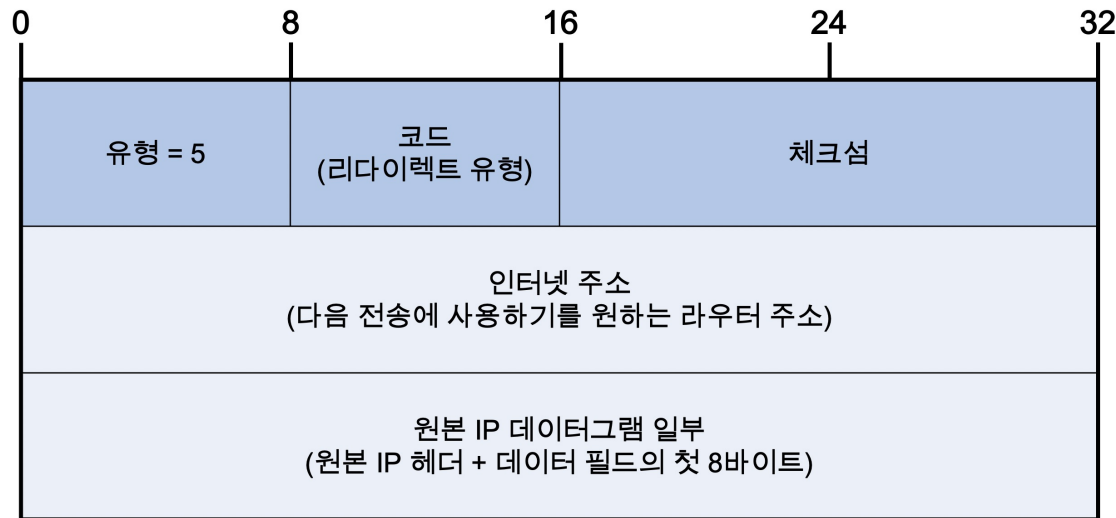 0 8 16 24 32
유형 = 5
코드
(리다이렉트 유형)
체크섬
인터넷 주소
(다음 전송에 사용하기를 원하는 라우터 주소)
원본 IP 데이터그램 일부
(원본 IP 헤더 + 데이터 필드의 첫 8바이트)